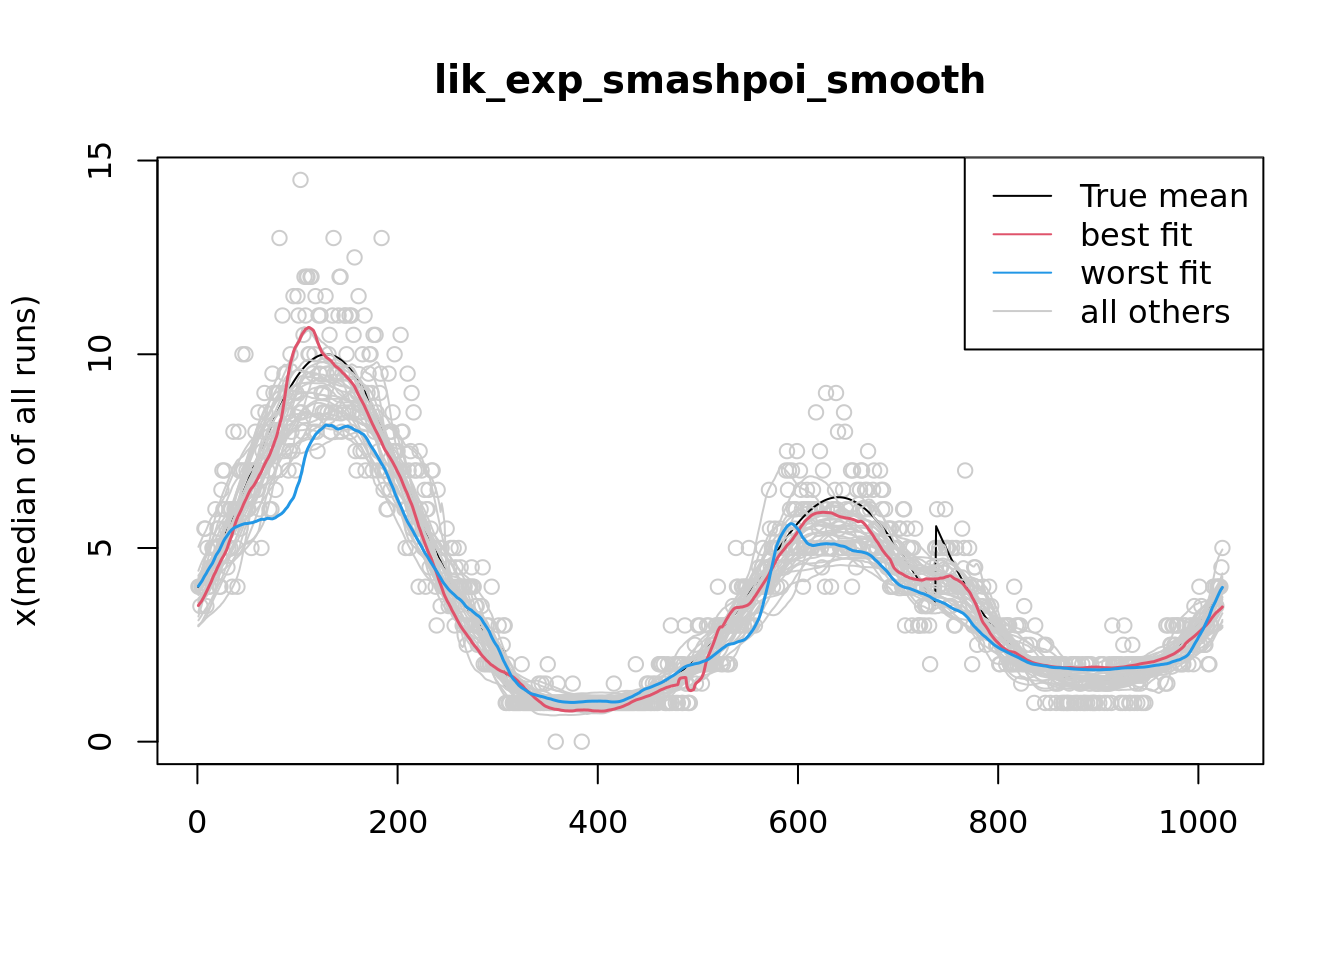 lik_exp_smashpoi_smooth
x(median of all runs)
15
10
5
0
True mean
best fit
worst fit
all others
0 200 400 600 800 1000